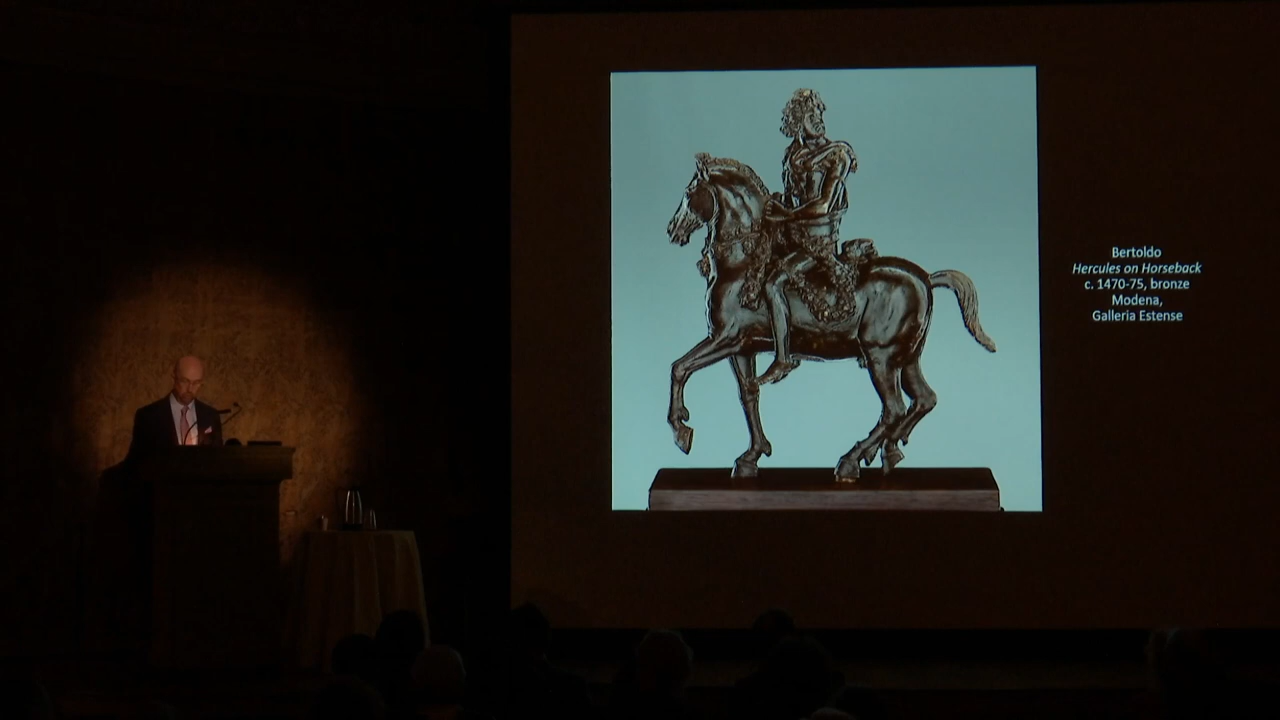 Bertoldo
Hercules on Horseback
c. 1470-75, bronze
Modena,
Galleria Estense